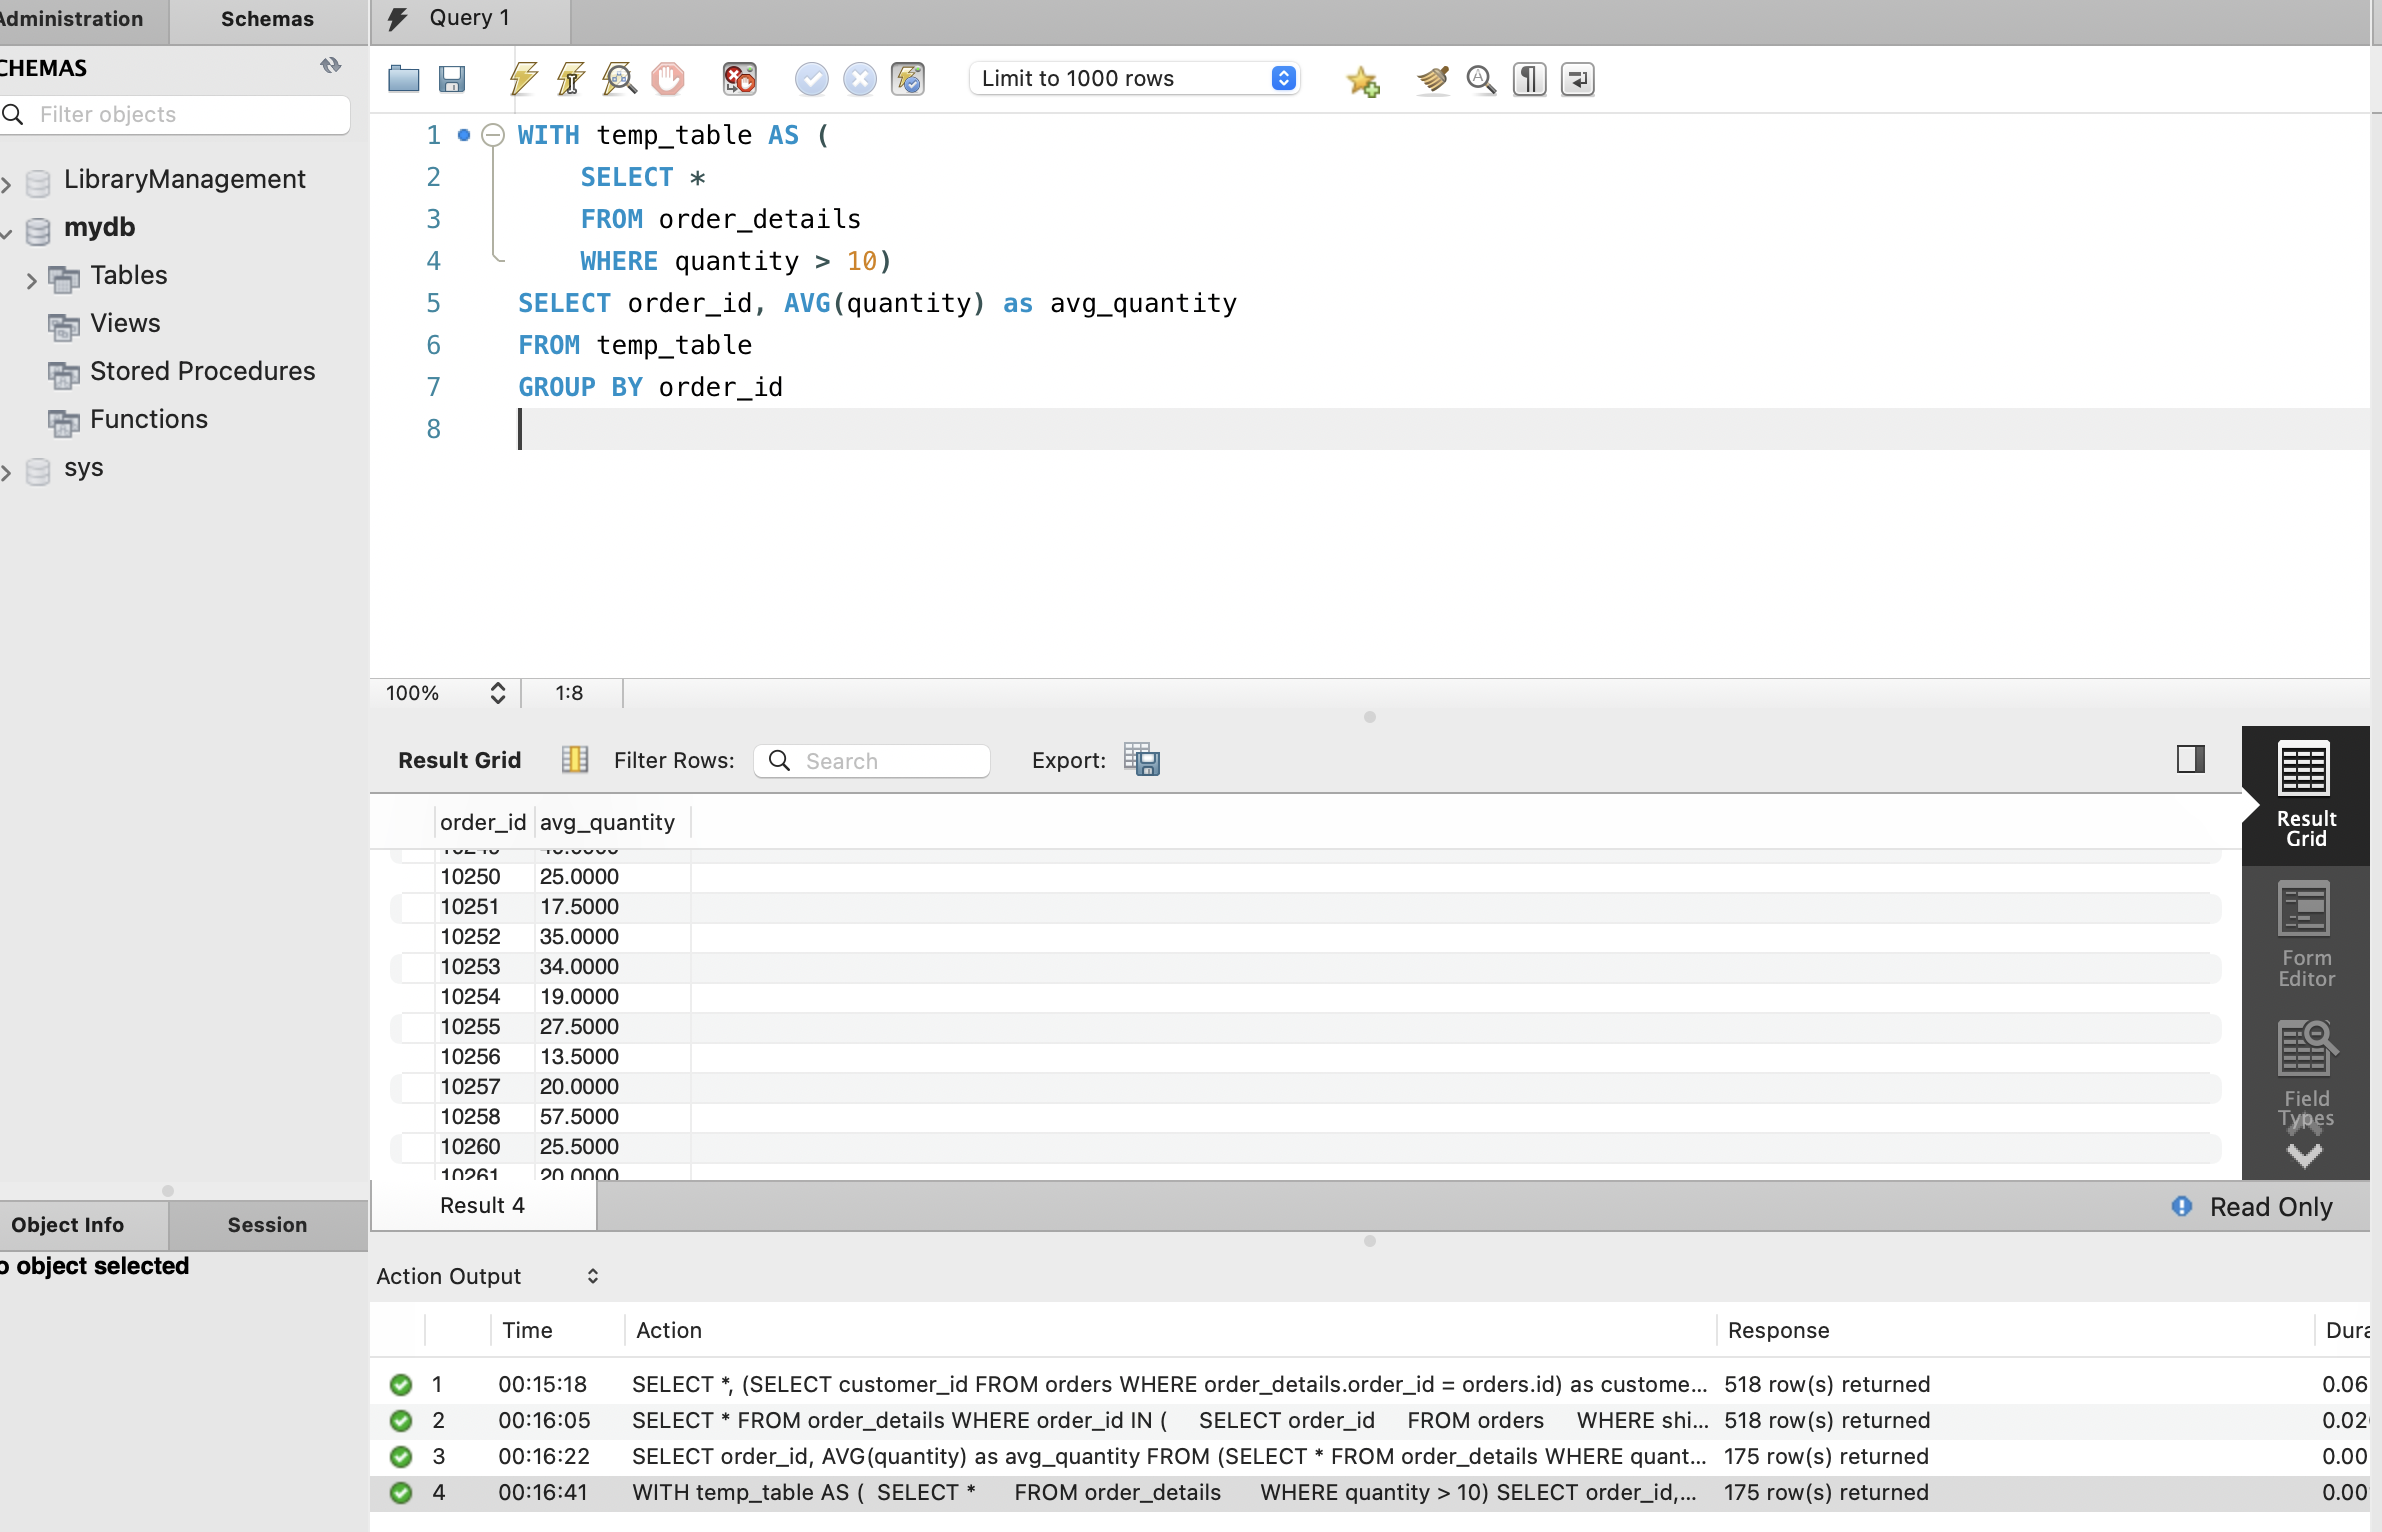 Administration
Schemas
Query 1
SCHEMAS
Filter objects
LibraryManagement
mydb
Tables
Views
Stored Procedures
Functions
sys
Limit to 1000 rows
1 WITH temp_table AS (
2 SELECT *
3 FROM order_details
4 WHERE quantity > 10)
5 SELECT order_id, AVG(quantity) as avg_quantity
6 FROM temp_table
7 GROUP BY order_id
8
100% 1:8
Result Grid Filter Rows: Search Export:
order_id avg_quantity
10250 25.0000
10251 17.5000
10252 35.0000
10253 34.0000
10254 19.0000
10255 27.5000
10256 13.5000
10257 20.0000
10258 57.5000
10260 25.5000
10261 20.0000
Result
Grid
Form
Editor
Field
Types
Result 4
Read Only
Object Info Session
o object selected
Action Output
Time Action Response Dura
1 00:15:18 SELECT *, (SELECT customer_id FROM orders WHERE order_details.order_id = orders.id) as custome... 518 row(s) returned 0.06
2 00:16:05 SELECT * FROM order_details WHERE order_id IN ( SELECT order_id FROM orders WHERE shi... 518 row(s) returned 0.02
3 00:16:22 SELECT order_id, AVG(quantity) as avg_quantity FROM (SELECT * FROM order_details WHERE quant... 175 row(s) returned 0.00
4 00:16:41 WITH temp_table AS ( SELECT * FROM order_details WHERE quantity > 10) SELECT order_id,... 175 row(s) returned 0.00